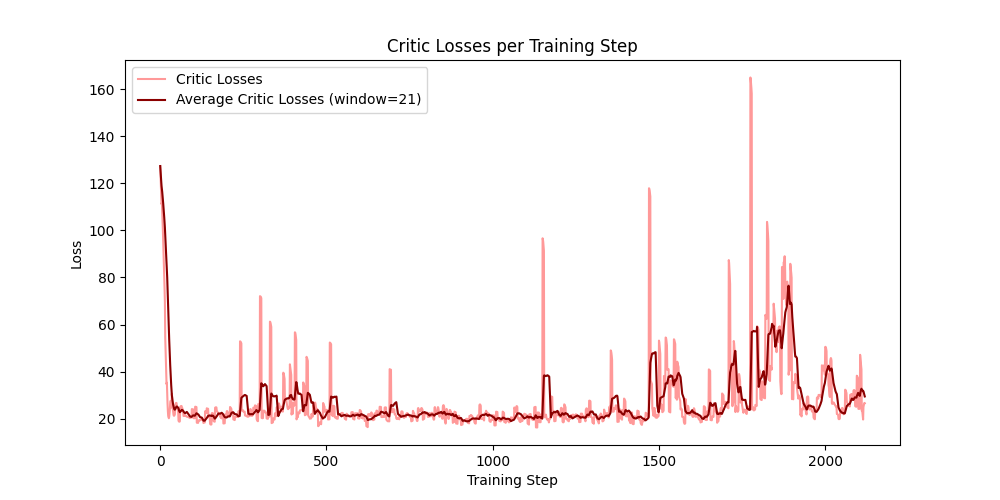 Critic Losses per Training Step
Critic Losses
Average Critic Losses (window=21)
Loss
160
140
120
100
80
60
40
20
0
500
1000
1500
2000
Training Step